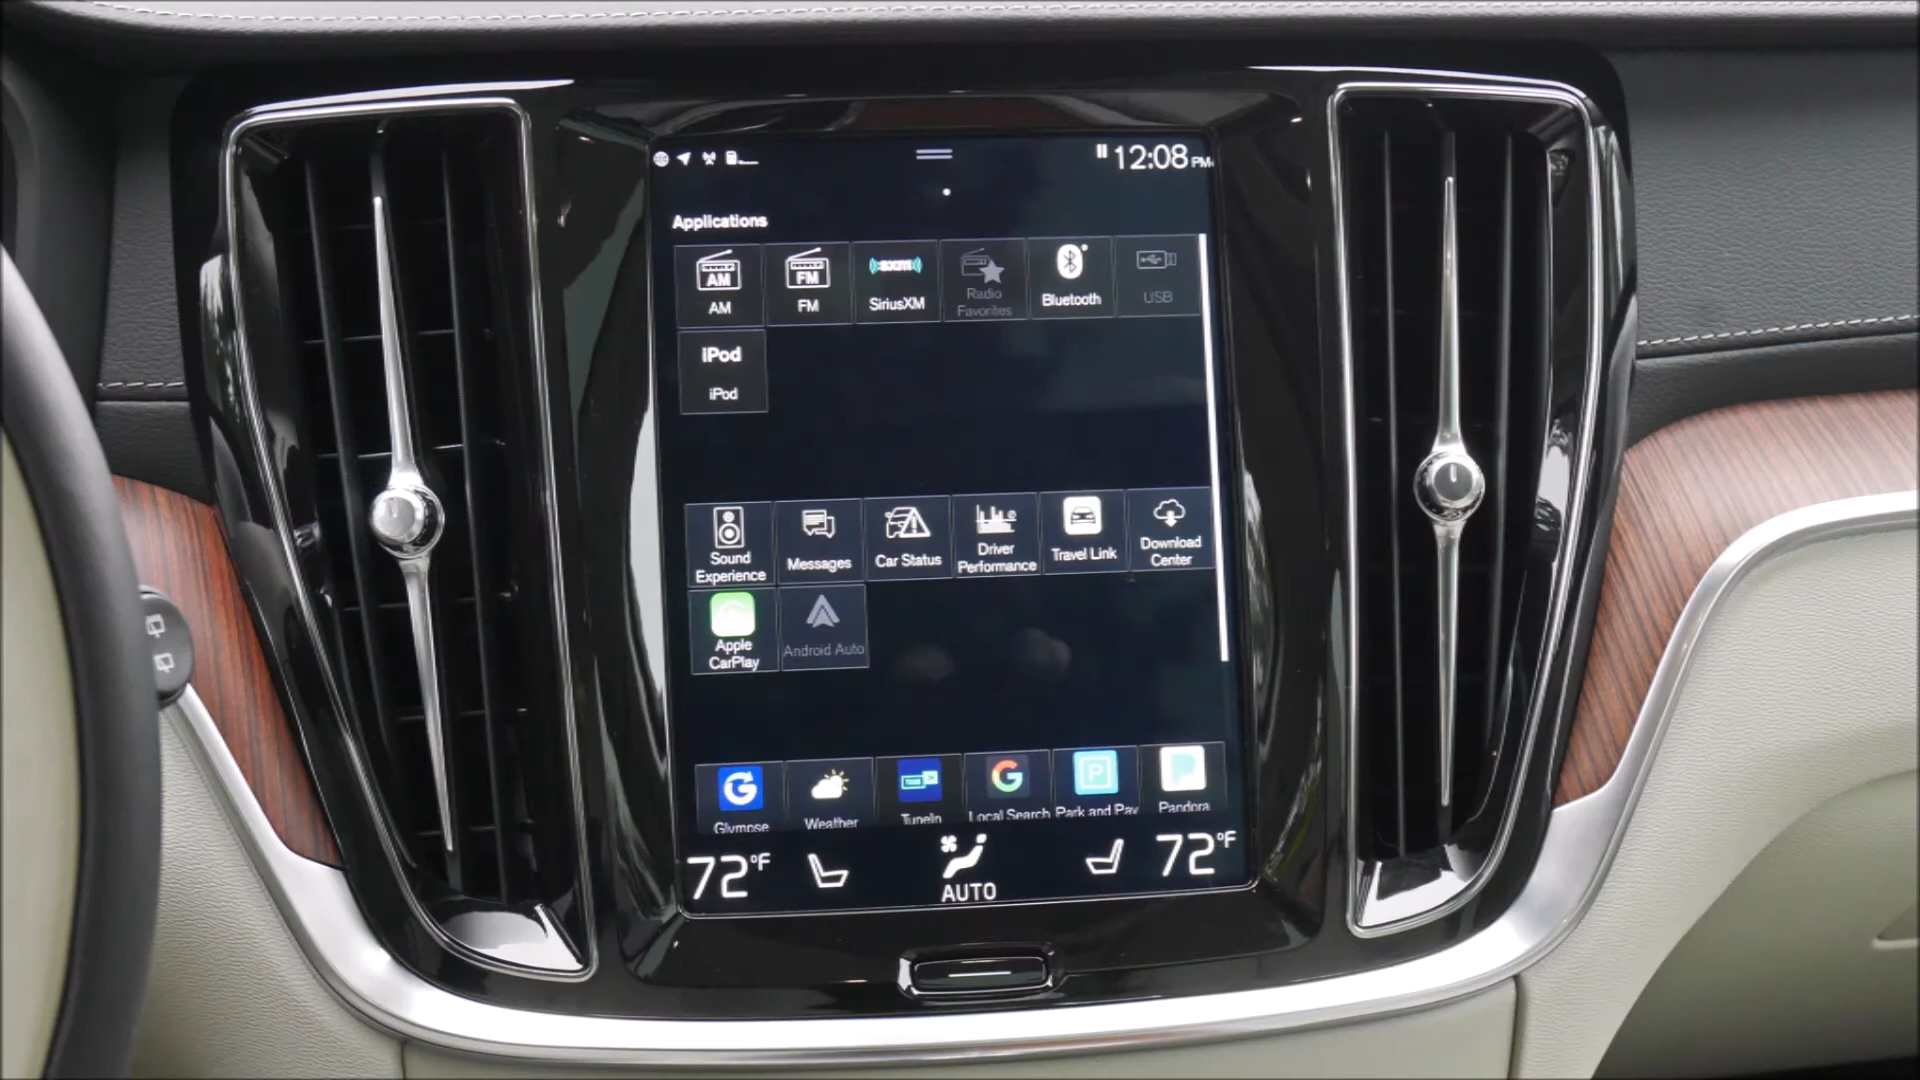 12:08 PM
Applications
AM
FM
sxm
AM
FM
SiriusXM
Radio
Favorites
Bluetooth
USB
iPod
iPod
Sound
Experience
Messages
Car Status
Driver
Performance
Travel Link
Download
Center
Apple
CarPlay
Android Auto
G
P
Glympse
Weather
TuneIn
Local Search
Park and Pay
Pandora
72°F
AUTO
72°F